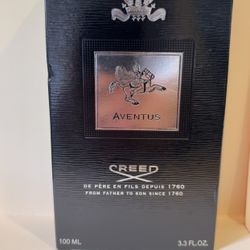 AVENTUS
CREED
DE PÈRE EN FILS DEPUIS 1760
FROM FATHER TO SON SINCE 1760
100 ML 3.3 FL.OZ.